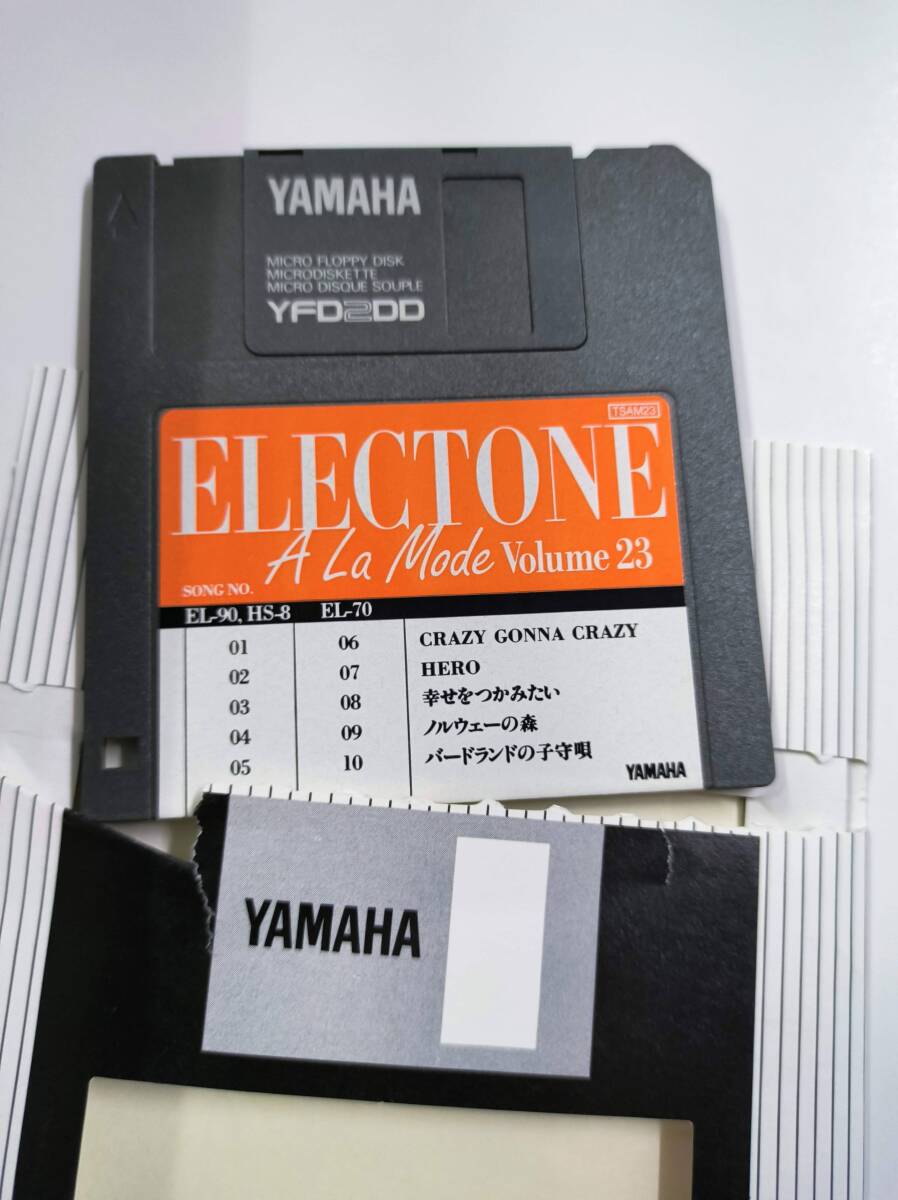 YAMAHA
MICRO FLOPPY DISK
MICRODISKETTE
MICRO DISQUE SOUPLE
YFD2DD
TSAM23
ELECTONE
A La Mode Volume 23
SONG NO.
EL-90, HS-8 EL-70
01 06 CRAZY GONNA CRAZY
02 07 HERO
03 08 幸せをつかみたい
04 09 ノルウェーの森
05 10 バードランドの子守唄
YAMAHA
YAMAHA